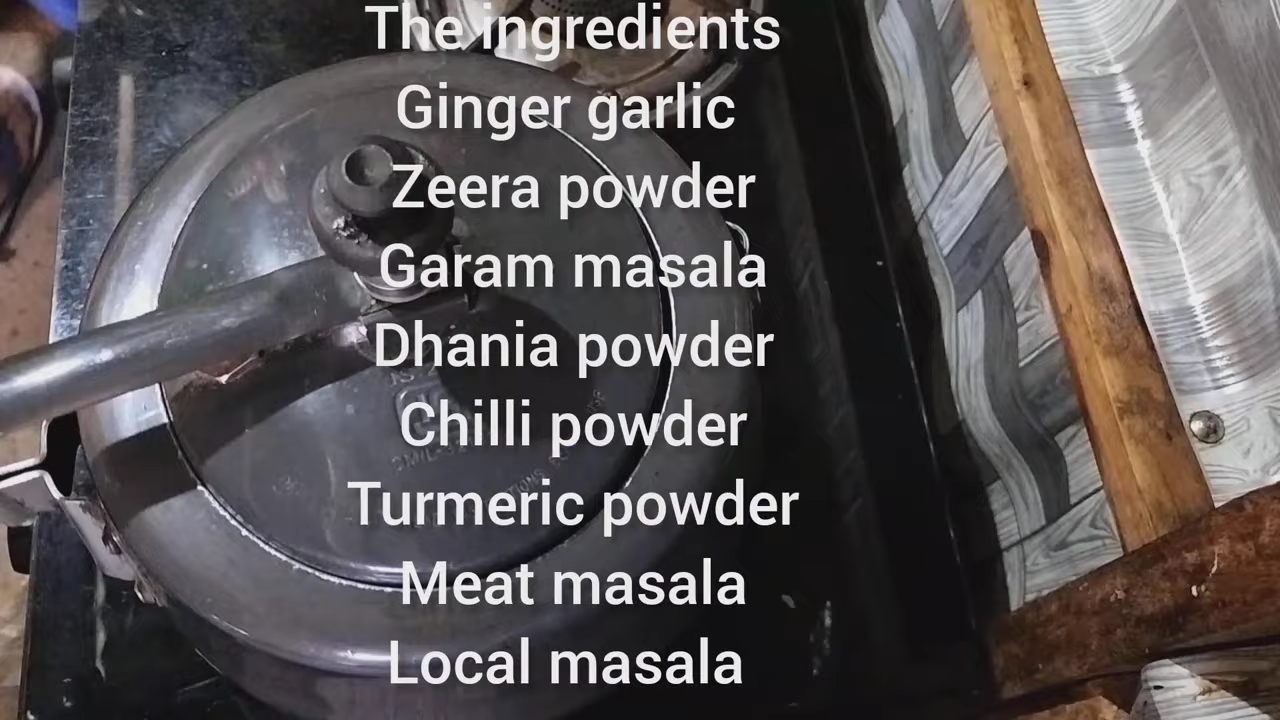 The ingredients
Ginger garlic
Zeera powder
Garam masala
Dhania powder
Chilli powder
Turmeric powder
Meat masala
Local masala